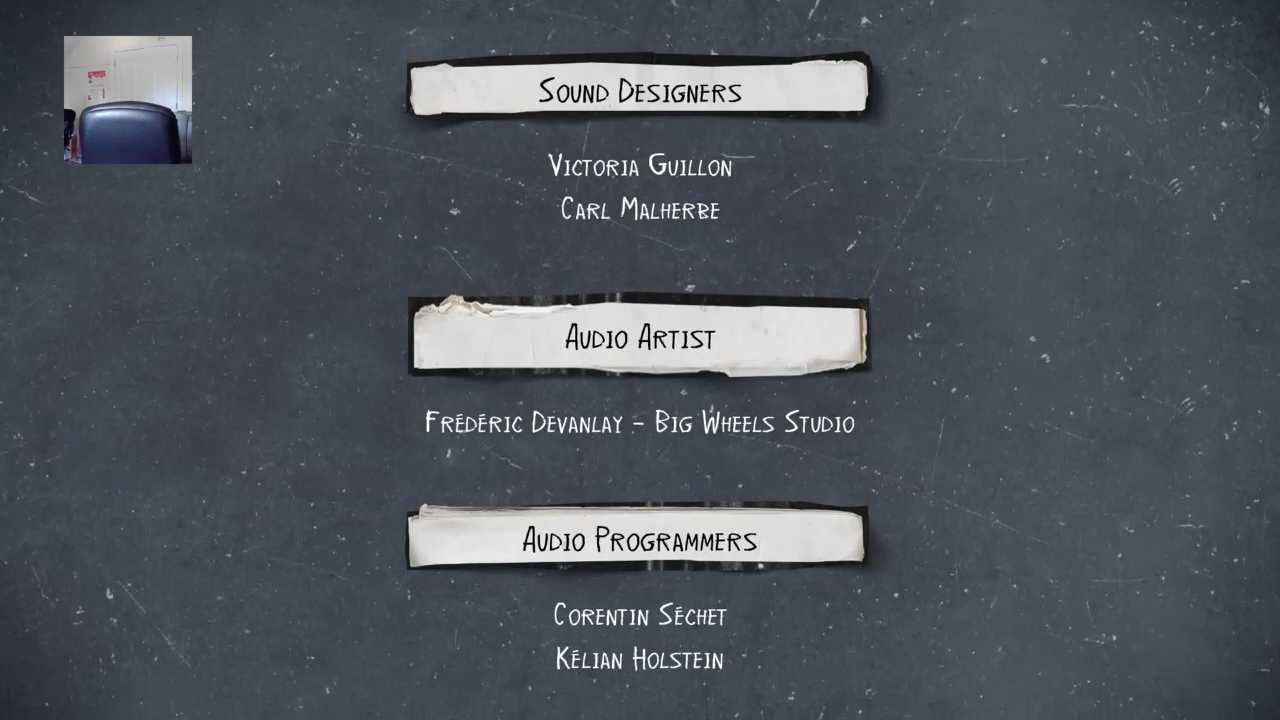 Sound Designers
Victoria Guillon
Carl Malherbe
Audio Artist
Frédéric Devanlay - Big Wheels Studio
Audio Programmers
Corentin Séchet
Kélian Holstein